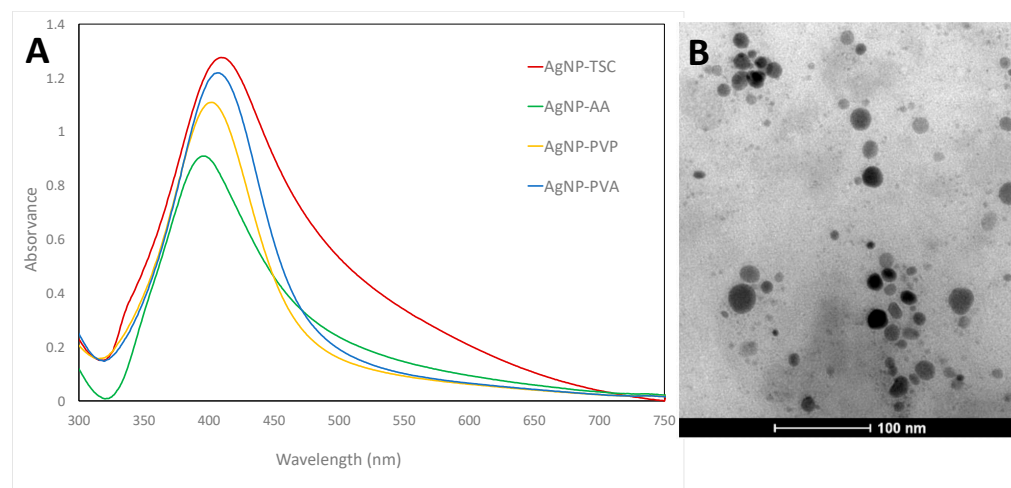 A
1.4
1.2
1
0.8
0.6
0.4
0.2
0
Absorvance
300 350 400 450 500 550 600 650 700 750
Wavelength (nm)
AgNP-TSC
AgNP-AA
AgNP-PVP
AgNP-PVA
B
100 nm